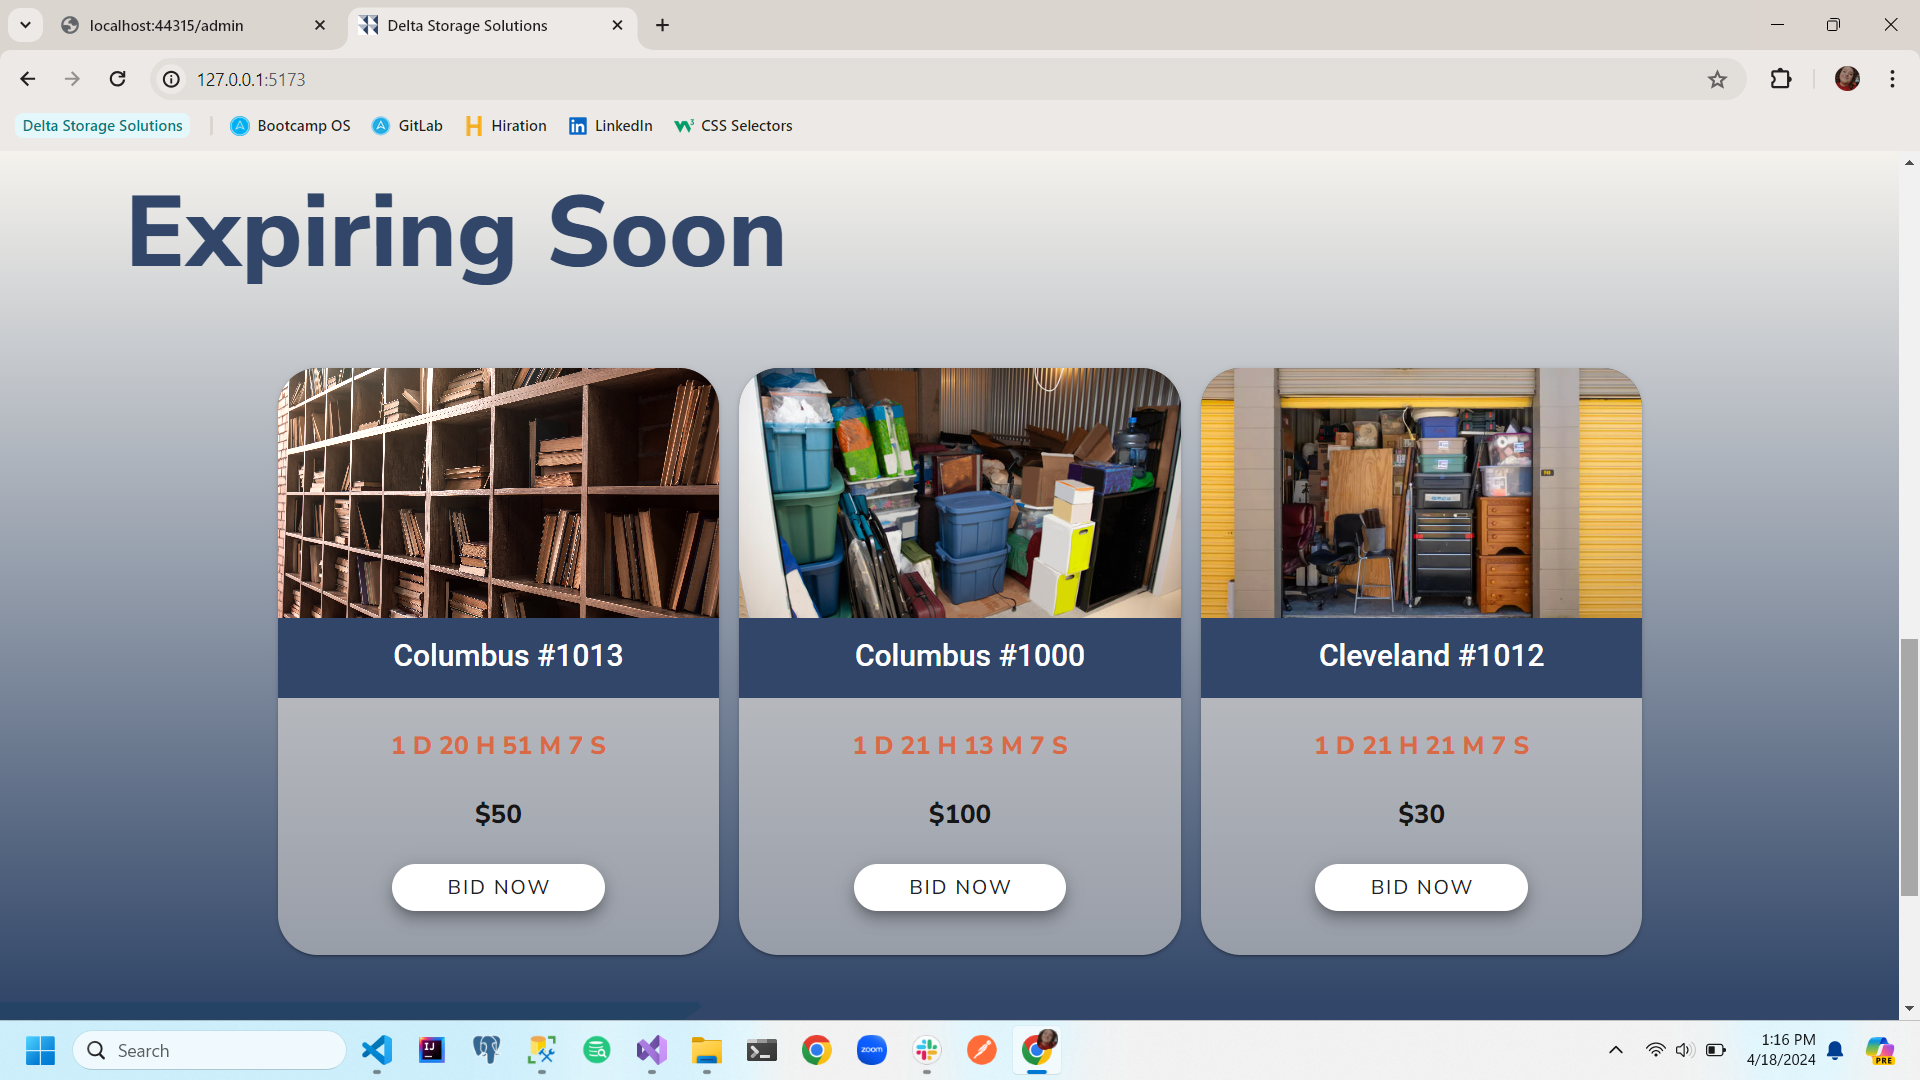 localhost:44315/admin
Delta Storage Solutions
127.0.0.1:5173
Delta Storage Solutions
Bootcamp OS
GitLab
Hiration
LinkedIn
CSS Selectors
Expiring Soon
Columbus #1013
Columbus #1000
Cleveland #1012
1 D 20 H 51 M 7 S
1 D 21 H 13 M 7 S
1 D 21 H 21 M 7 S
$50
$100
$30
BID NOW
BID NOW
BID NOW
Search
zoom
1:16 PM
4/18/2024
PRE